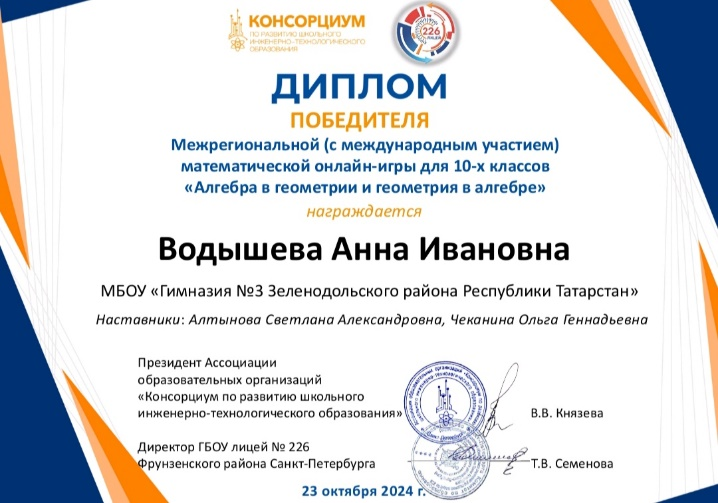 КОНСОРЦИУМ
ПО РАЗВИТИЮ ШКОЛЬНОГО
ИНЖЕНЕРНО-ТЕХНОЛОГИЧЕСКОГО
ОБРАЗОВАНИЯ
226
ЛИЦЕЙ
ДИПЛОМ
ПОБЕДИТЕЛЯ
Межрегиональной (с международным участием)
математической онлайн-игры для 10-х классов
«Алгебра в геометрии и геометрия в алгебре»
награждается
Водышева Анна Ивановна
МБОУ «Гимназия №3 Зеленодольского района Республики Татарстан»
Наставники: Алтынова Светлана Александровна, Чеканина Ольга Геннадьевна
Президент Ассоциации
образовательных организаций
«Консорциум по развитию школьного
инженерно-технологического образования»
В.В. Князева
Директор ГБОУ лицей № 226
Фрунзенского района Санкт-Петербурга
Т.В. Семенова
23 октября 2024 г.